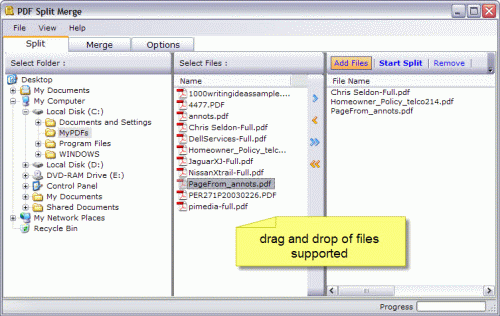 PDF Split Merge
File View Help
Split Merge Options
Select Folder :
Desktop
My Documents
My Computer
Local Disk (C:)
Documents and Settings
MyPDFs
Program Files
WINDOWS
Local Disk (D:)
DVD-RAM Drive (E:)
Control Panel
My Documents
Shared Documents
My Network Places
Recycle Bin
Select Files :
Name
1000writingideassample....
4477.PDF
annots.pdf
Chris Seldon-Full.pdf
DellServices-Full.pdf
Homeowner_Policy_telc...
JaguarXJ-Full.pdf
NissanXtrail-Full.pdf
PageFrom_annots.pdf
PER271P20030226.PDF
pimedia-full.pdf
Add Files Start Split Remove
File Name
Chris Seldon-Full.pdf
Homeowner_Policy_telco214.pdf
PageFrom_annots.pdf
drag and drop of files
supported
Progress